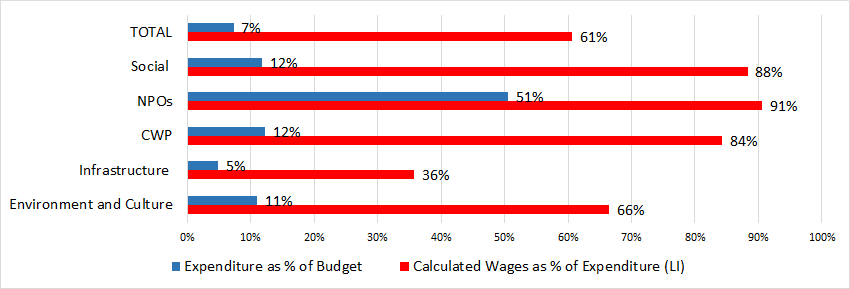 TOTAL 7% 61%
Social 12% 88%
NPOs 51% 91%
CWP 12% 84%
Infrastructure 5% 36%
Environment and Culture 11% 66%
0% 10% 20% 30% 40% 50% 60% 70% 80% 90% 100%
Expenditure as % of Budget Calculated Wages as % of Expenditure (LI)